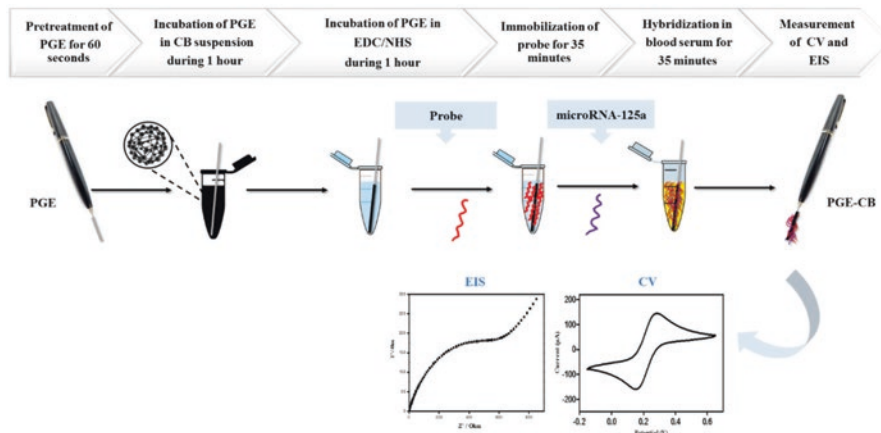 Pretreatment of
PGE for 60
seconds
Incubation of PGE
in CB suspension
during 1 hour
Incubation of PGE in
EDC/NHS
during 1 hour
Immobilization of
probe for 35
minutes
Hybridization in
blood serum for
35 minutes
Measurement
of CV and
EIS
Probe
microRNA-125a
PGE
PGE-CB
EIS
CV
Z' / Ohm
200
100
0
-100
-200
Current (µA)
-0.2
0.0
0.2
0.4
0.6